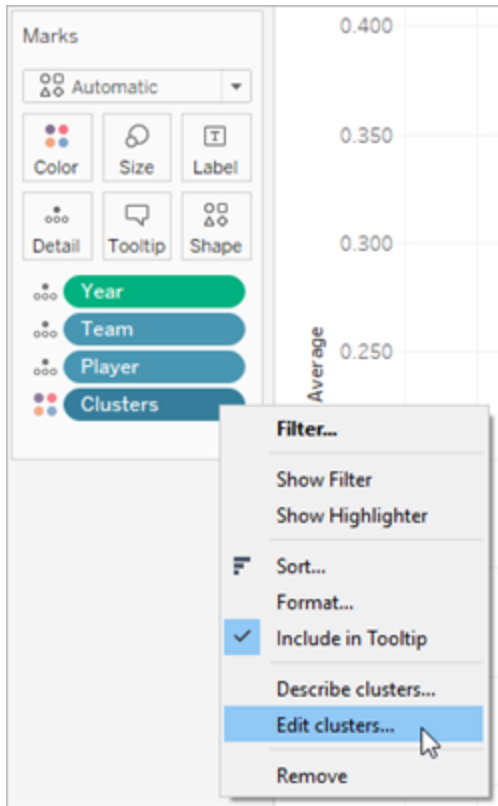 Marks
Automatic
Color Size Label
Detail Tooltip Shape
Year
Team
Player
Clusters
0.400
0.350
0.300
0.250
Average
Filter...
Show Filter
Show Highlighter
Sort...
Format...
Include in Tooltip
Describe clusters...
Edit clusters...
Remove